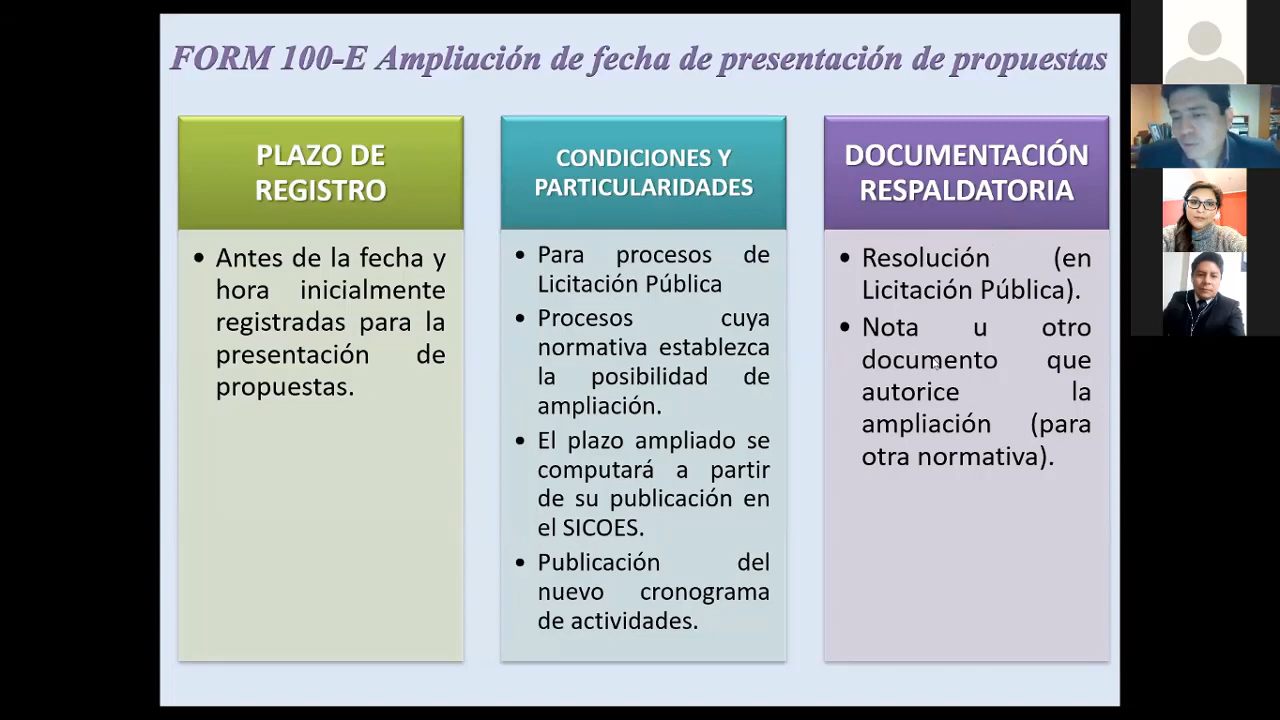 FORM 100-E Ampliación de fecha de presentación de propuestas
PLAZO DE
REGISTRO
• Antes de la fecha y
hora inicialmente
registradas para la
presentación de
propuestas.
CONDICIONES Y
PARTICULARIDADES
• Para procesos de
Licitación Pública
• Procesos cuya
normativa establezca
la posibilidad de
ampliación.
• El plazo ampliado se
computará a partir
de su publicación en
el SICOES.
• Publicación del
nuevo cronograma
de actividades.
DOCUMENTACIÓN
RESPALDATORIA
• Resolución (en
Licitación Pública).
• Nota u otro
documento que
autorice la
ampliación (para
otra normativa).